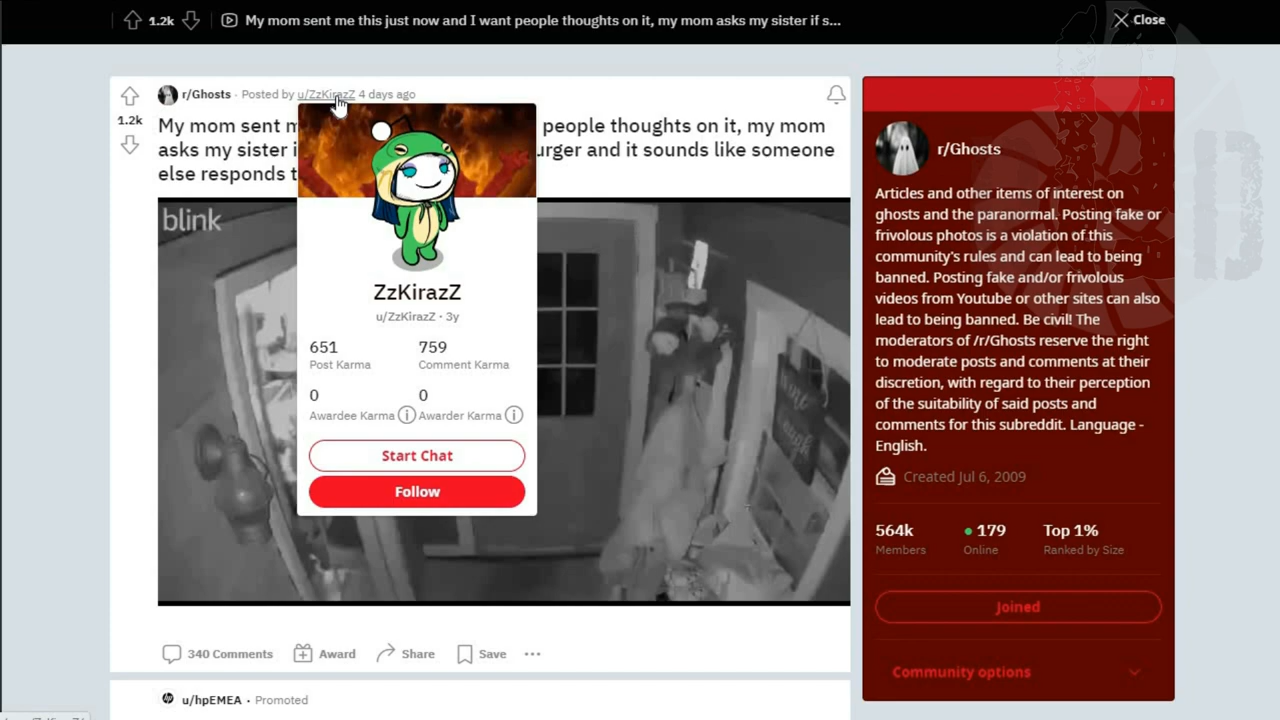 1.2k
My mom sent me this just now and I want people thoughts on it, my mom asks my sister if s...
Close
r/Ghosts · Posted by u/ZzKirazZ 4 days ago
1.2k
My mom sent m people thoughts on it, my mom
asks my sister i urger and it sounds like someone
else responds t
blink
ZzKirazZ
u/ZzKirazZ · 3y
651 759
Post Karma Comment Karma
0 0
Awardee Karma Awarder Karma
Start Chat
Follow
340 Comments Award Share Save ...
u/hpEMEA · Promoted
r/Ghosts
Articles and other items of interest on
ghosts and the paranormal. Posting fake or
frivolous photos is a violation of this
community's rules and can lead to being
banned. Posting fake and/or frivolous
videos from Youtube or other sites can also
lead to being banned. Be civil! The
moderators of /r/Ghosts reserve the right
to moderate posts and comments at their
discretion, with regard to their perception
of the suitability of said posts and
comments for this subreddit. Language -
English.
Created Jul 6, 2009
564k 179 Top 1%
Members Online Ranked by Size
Joined
Community options